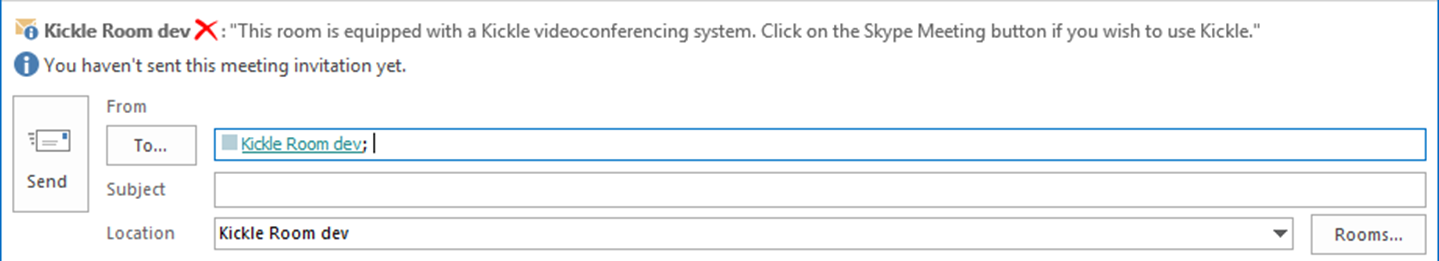 Kickle Room dev : "This room is equipped with a Kickle videoconferencing system. Click on the Skype Meeting button if you wish to use Kickle."
You haven't sent this meeting invitation yet.
From
To... Kickle Room dev;
Send
Subject
Location Kickle Room dev Rooms...